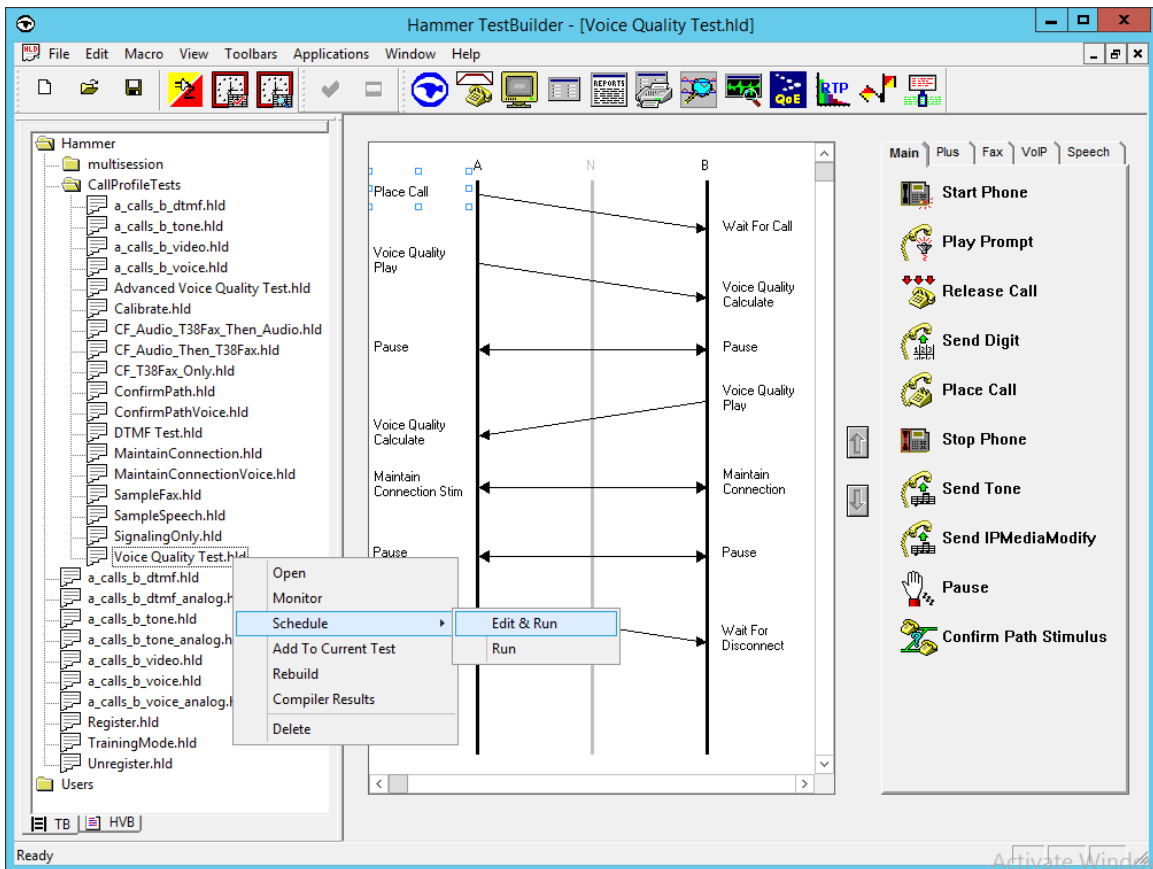 Hammer TestBuilder - [Voice Quality Test.hld]
File Edit Macro View Toolbars Applications Window Help
REPORTS
QoE
RTP
Hammer
multisession
CallProfileTests
a_calls_b_dtmf.hld
a_calls_b_tone.hld
a_calls_b_video.hld
a_calls_b_voice.hld
Advanced Voice Quality Test.hld
Calibrate.hld
CF_Audio_T38Fax_Then_Audio.hld
CF_Audio_Then_T38Fax.hld
CF_T38Fax_Only.hld
ConfirmPath.hld
ConfirmPathVoice.hld
DTMF Test.hld
MaintainConnection.hld
MaintainConnectionVoice.hld
SampleFax.hld
SampleSpeech.hld
SignalingOnly.hld
Voice Quality Test.hld
a_calls_b_dtmf.hld
a_calls_b_dtmf_analog.h
a_calls_b_tone.hld
a_calls_b_tone_analog.h
a_calls_b_video.hld
a_calls_b_voice.hld
a_calls_b_voice_analog.h
Register.hld
TrainingMode.hld
Unregister.hld
Users
TB HVB
Open
Monitor
Schedule
Add To Current Test
Rebuild
Compiler Results
Delete
Edit & Run
Run
A N B
Place Call
Wait For Call
Voice Quality
Play
Voice Quality
Calculate
Pause Pause
Voice Quality
Play
Voice Quality
Calculate
Maintain
Connection Stim
Maintain
Connection
Pause Pause
Wait For
Disconnect
Main Plus Fax VoIP Speech
Start Phone
Play Prompt
Release Call
Send Digit
Place Call
Stop Phone
Send Tone
Send IPMediaModify
Pause
Confirm Path Stimulus
Ready
Activate Windo